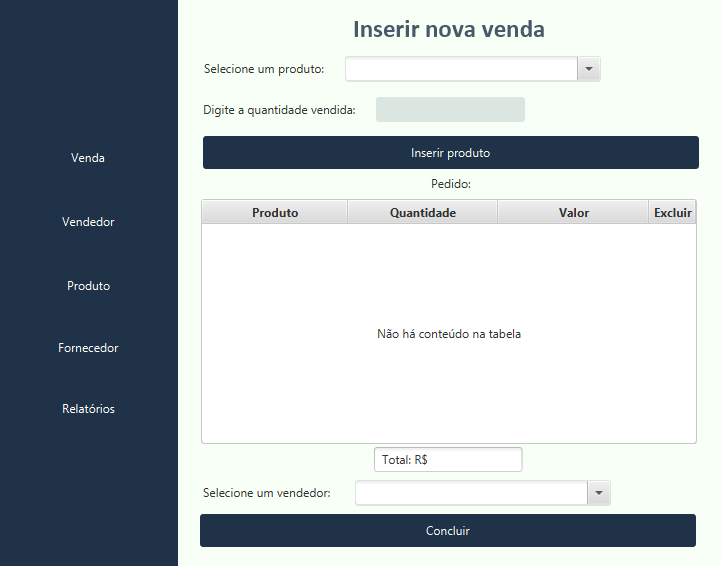 Venda
Vendedor
Produto
Fornecedor
Relatórios
Inserir nova venda
Selecione um produto:
Digite a quantidade vendida:
Inserir produto
Pedido:
Produto Quantidade Valor Excluir
Não há conteúdo na tabela
Total: R$
Selecione um vendedor:
Concluir